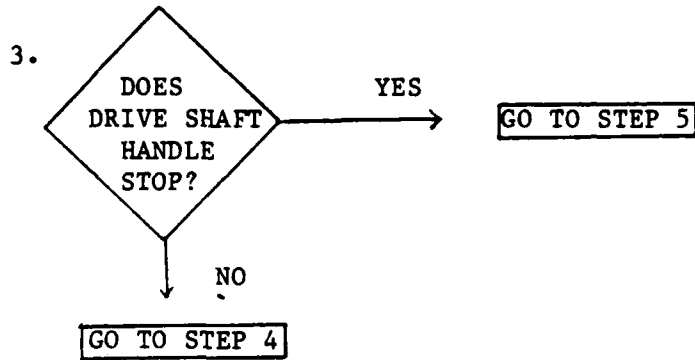 3.
DOES
DRIVE SHAFT
HANDLE
STOP?
YES
GO TO STEP 5
NO
GO TO STEP 4